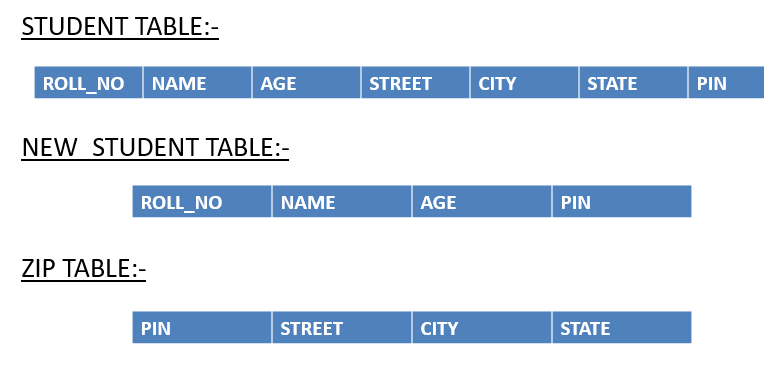 STUDENT TABLE:-
ROLL_NO NAME AGE STREET CITY STATE PIN
NEW STUDENT TABLE:-
ROLL_NO NAME AGE PIN
ZIP TABLE:-
PIN STREET CITY STATE